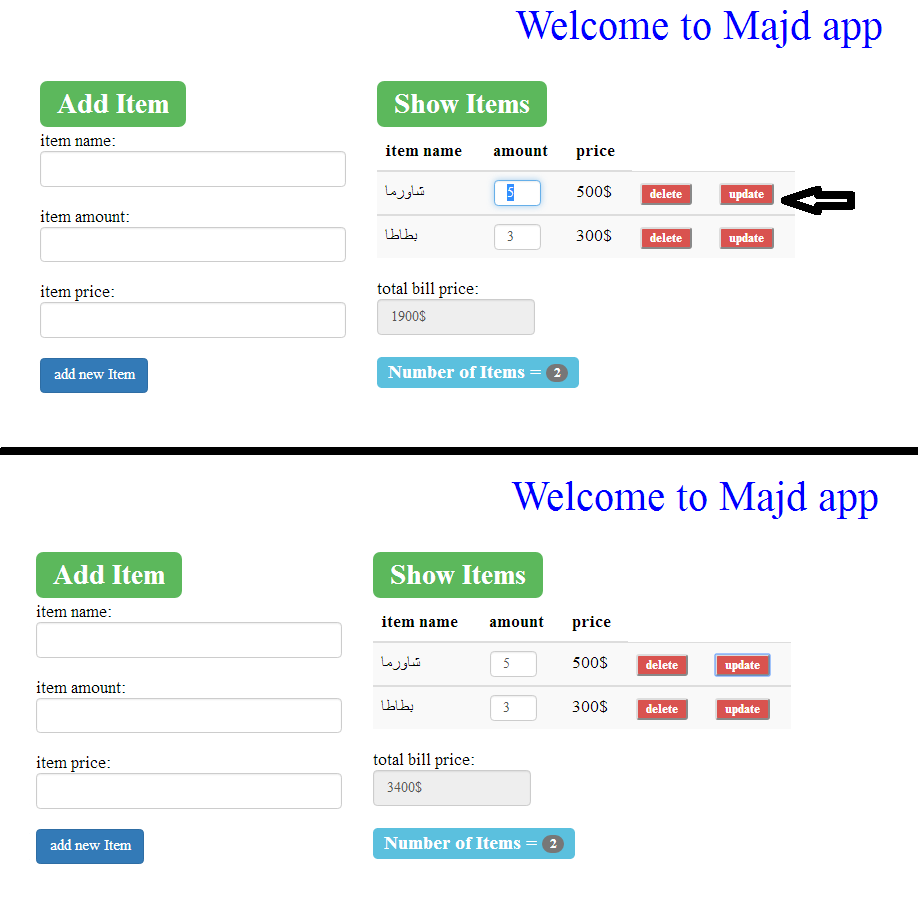 Welcome to Majd app
Add Item
item name:
item amount:
item price:
add new Item
Show Items
item name amount price
شاورما 5 500$ delete update
بطاطا 3 300$ delete update
total bill price:
1900$
Number of Items = 2
Welcome to Majd app
Add Item
item name:
item amount:
item price:
add new Item
Show Items
item name amount price
شاورما 5 500$ delete update
بطاطا 3 300$ delete update
total bill price:
3400$
Number of Items = 2